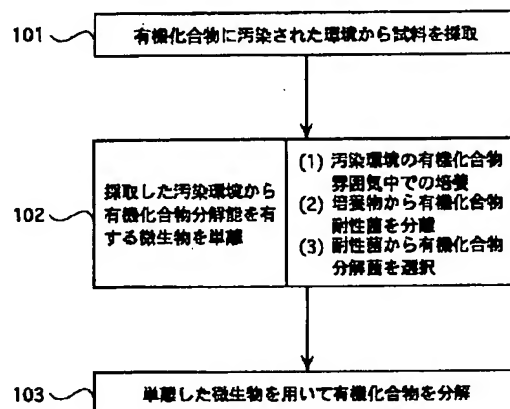 101
有機化合物に汚染された環境から試料を採取
102
採取した汚染環境から
有機化合物分解能を有
する微生物を単離
(1) 汚染環境の有機化合物
雰囲気中での培養
(2) 培養物から有機化合物
耐性菌を分離
(3) 耐性菌から有機化合物
分解菌を選択
103
単離した微生物を用いて有機化合物を分解